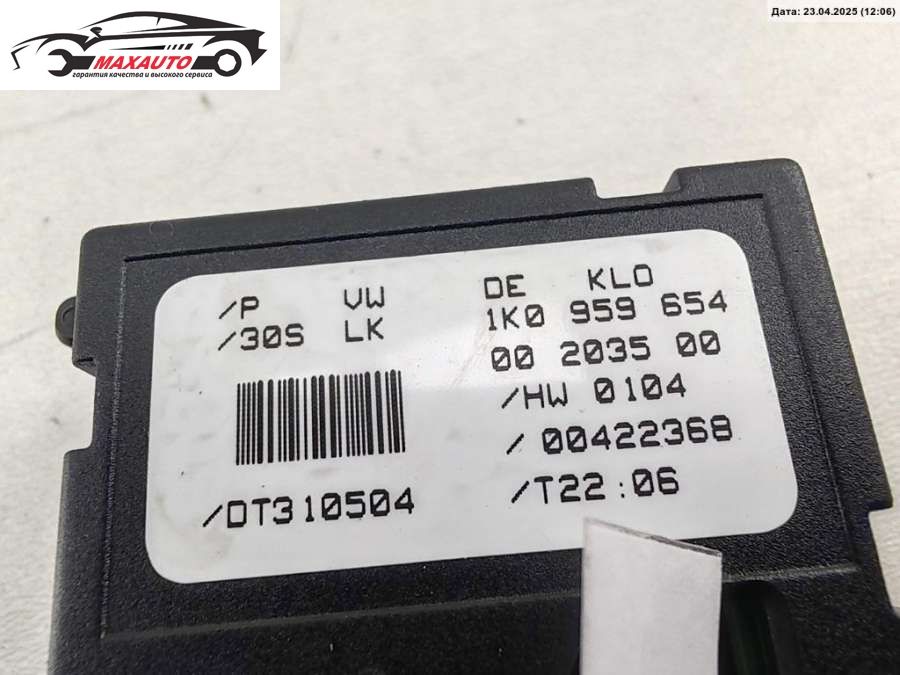 MAXAUTO
гарантия качества и высокого сервиса
Дата: 23.04.2025 (12:06)
/P VW DE KLO
/30S LK 1K0 959 654
00 2035 00
/HW 0104
/ 00422368
/DT310504 /T22:06